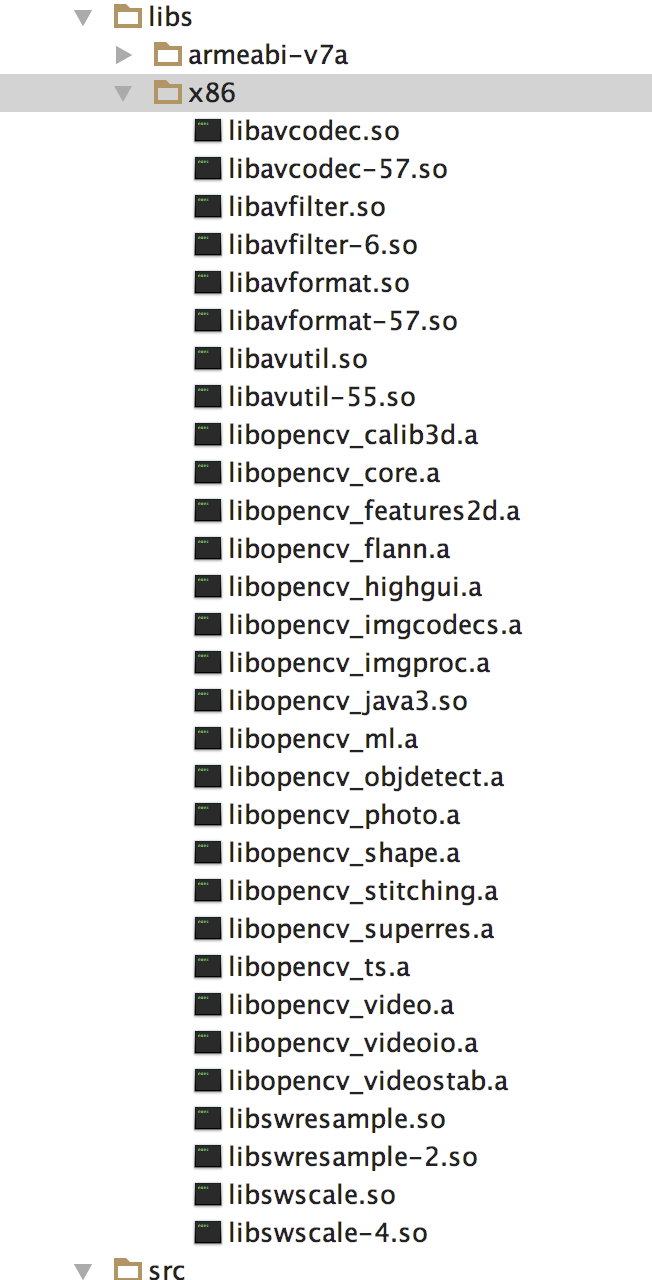 libs
armeabi-v7a
x86
libavcodec.so
libavcodec-57.so
libavfilter.so
libavfilter-6.so
libavformat.so
libavformat-57.so
libavutil.so
libavutil-55.so
libopencv_calib3d.a
libopencv_core.a
libopencv_features2d.a
libopencv_flann.a
libopencv_highgui.a
libopencv_imgcodecs.a
libopencv_imgproc.a
libopencv_java3.so
libopencv_ml.a
libopencv_objdetect.a
libopencv_photo.a
libopencv_shape.a
libopencv_stitching.a
libopencv_superres.a
libopencv_ts.a
libopencv_video.a
libopencv_videoio.a
libopencv_videostab.a
libswresample.so
libswresample-2.so
libswscale.so
libswscale-4.so
src